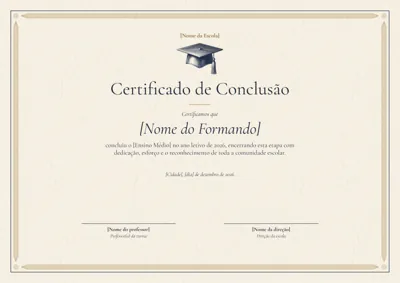 [Nome da Escola]
Certificado de Conclusão
Certificamos que
[Nome do Formando]
concluiu o [Ensino Médio] no ano letivo de 2026, encerrando esta etapa com
dedicação, esforço e o reconhecimento de toda a comunidade escolar.
[Cidade], [dia] de dezembro de 2026
[Nome do professor]
[Nome da direção]
Professor(a) da turma
Direção da escola